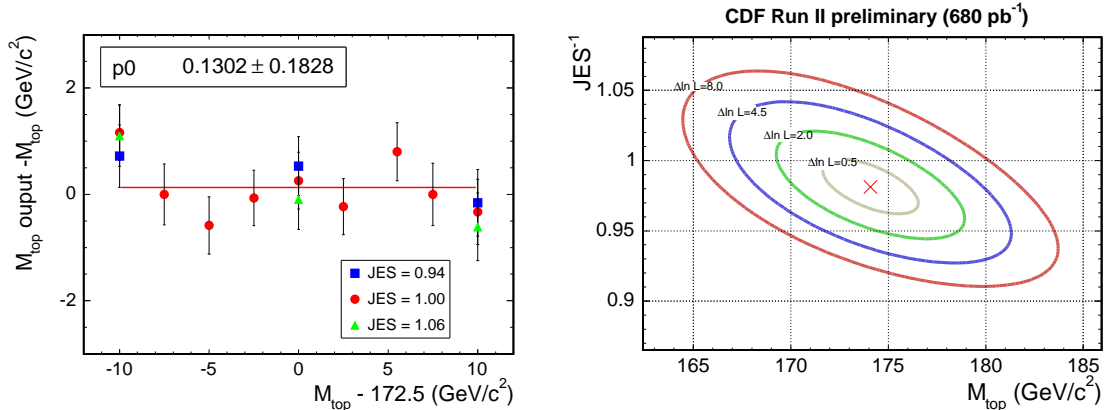 p0 0.1302 ± 0.1828
M_top ouput -M_top (GeV/c²)
2
0
-2
JES = 0.94
JES = 1.00
JES = 1.06
-10 -5 0 5 10
M_top - 172.5 (GeV/c²)
CDF Run II preliminary (680 pb⁻¹)
JES⁻¹
1.05
1
0.95
0.9
Δln L=8.0
Δln L=4.5
Δln L=2.0
Δln L=0.5
165 170 175 180 185
M_top (GeV/c²)